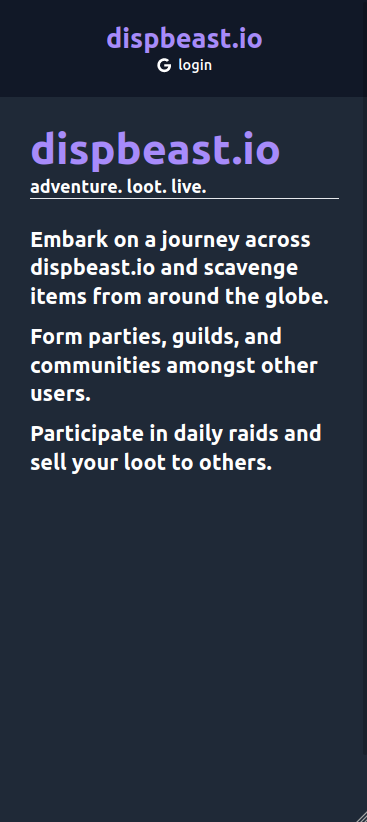 dispbeast.io
login
dispbeast.io
adventure. loot. live.
Embark on a journey across
dispbeast.io and scavenge
items from around the globe.
Form parties, guilds, and
communities amongst other
users.
Participate in daily raids and
sell your loot to others.